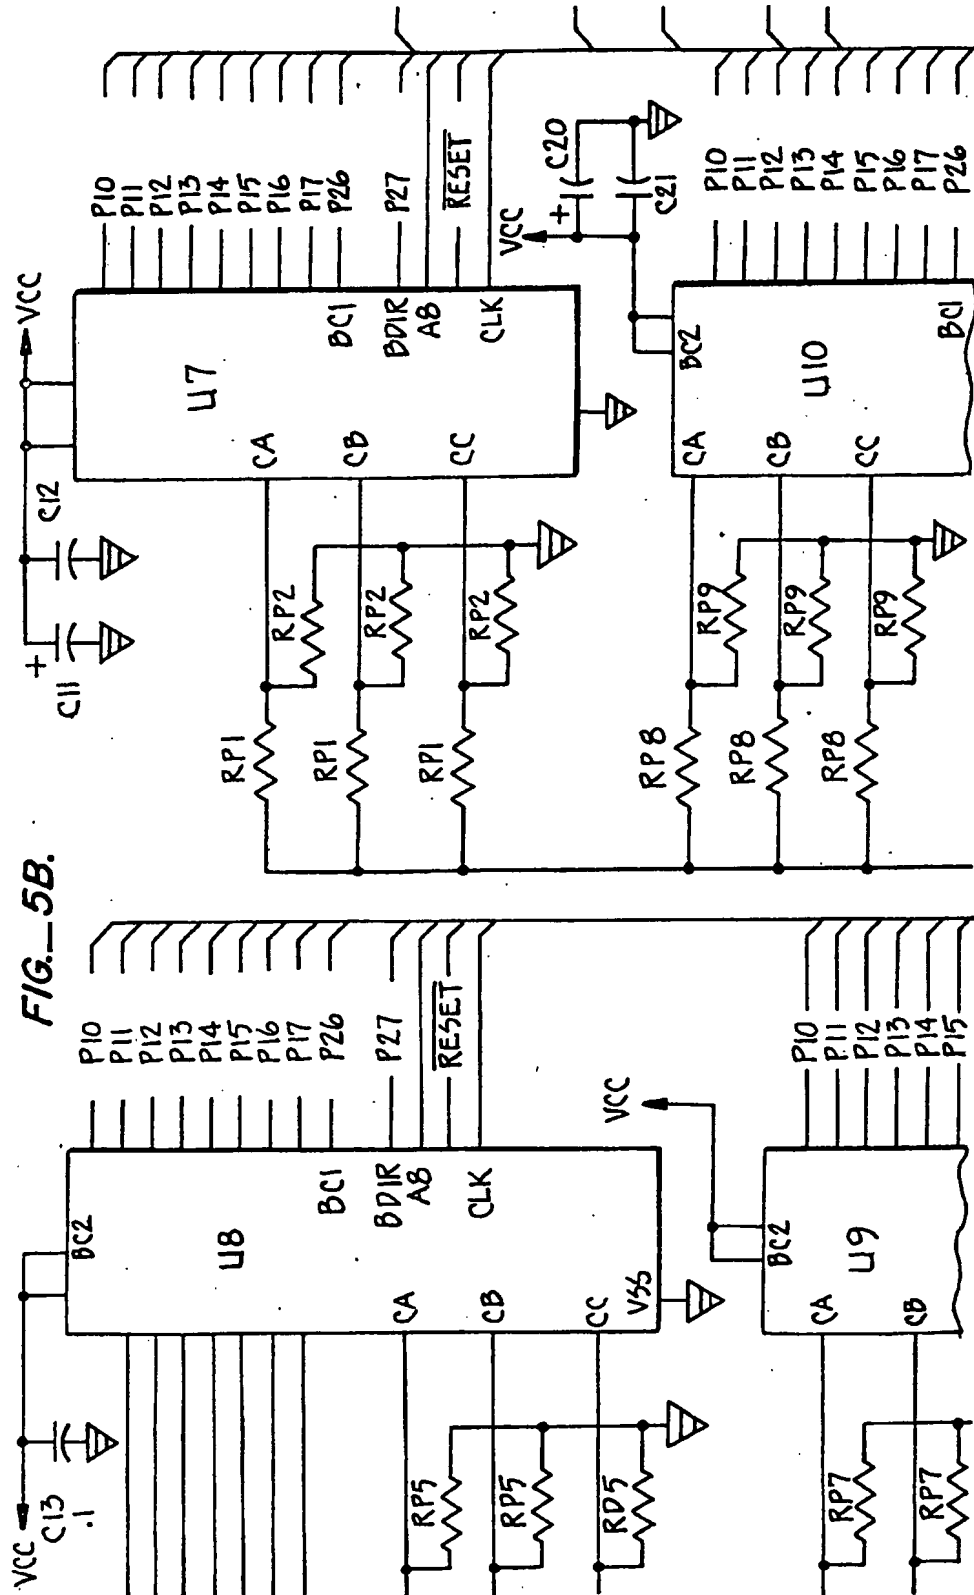 FIG.__5B.
VCC
+
C11
C12
U7
P10
P11
P12
P13
P14
P15
P16
P17
P26
P27
RESET
BC1
BDIR
A8
CLK
CA
CB
CC
RP2
RP2
RP2
RP1
RP1
RP1
VCC
+
C20
C21
BC2
U10
P10
P11
P12
P13
P14
P15
P16
P17
P26
BC1
CA
CB
CC
RP9
RP9
RP9
RP8
RP8
RP8
VCC
C13
.1
BC2
U8
P10
P11
P12
P13
P14
P15
P16
P17
P26
P27
RESET
BC1
BDIR
A8
CLK
CA
CB
CC
VSS
RP5
RP5
RD5
VCC
BC2
U9
P10
P11
P12
P13
P14
P15
CA
CB
RP7
RP7